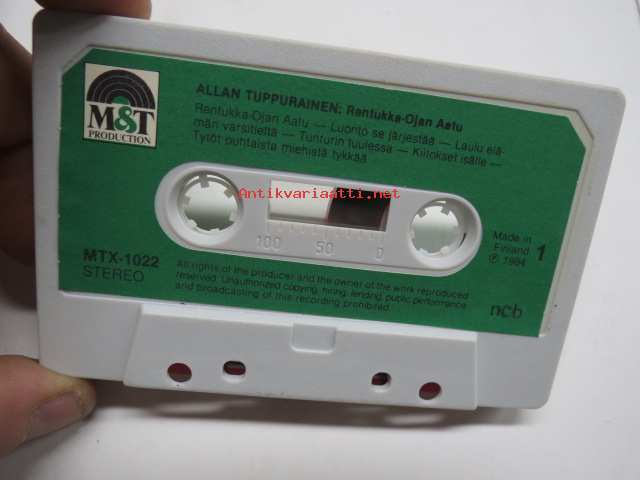 M&T
PRODUCTION
ALLAN TUPPURAINEN: Rentukka-Ojan Aatu
Rentukka-Ojan Aatu — Luonto se järjestää — Laulu elä-
män varsitieltä — Tunturin tuulessa — Kiitokset isälle —
Tytöt puhtaista miehistä tykkää
Antikvariaatti.net
100 50 0
Made in
Finland
℗ 1984
1
MTX-1022
STEREO
All rights of the producer and the owner of the work reproduced
reserved. Unauthorized copying, hiring, lending, public performance
and broadcasting of this recording prohibited.
ncb